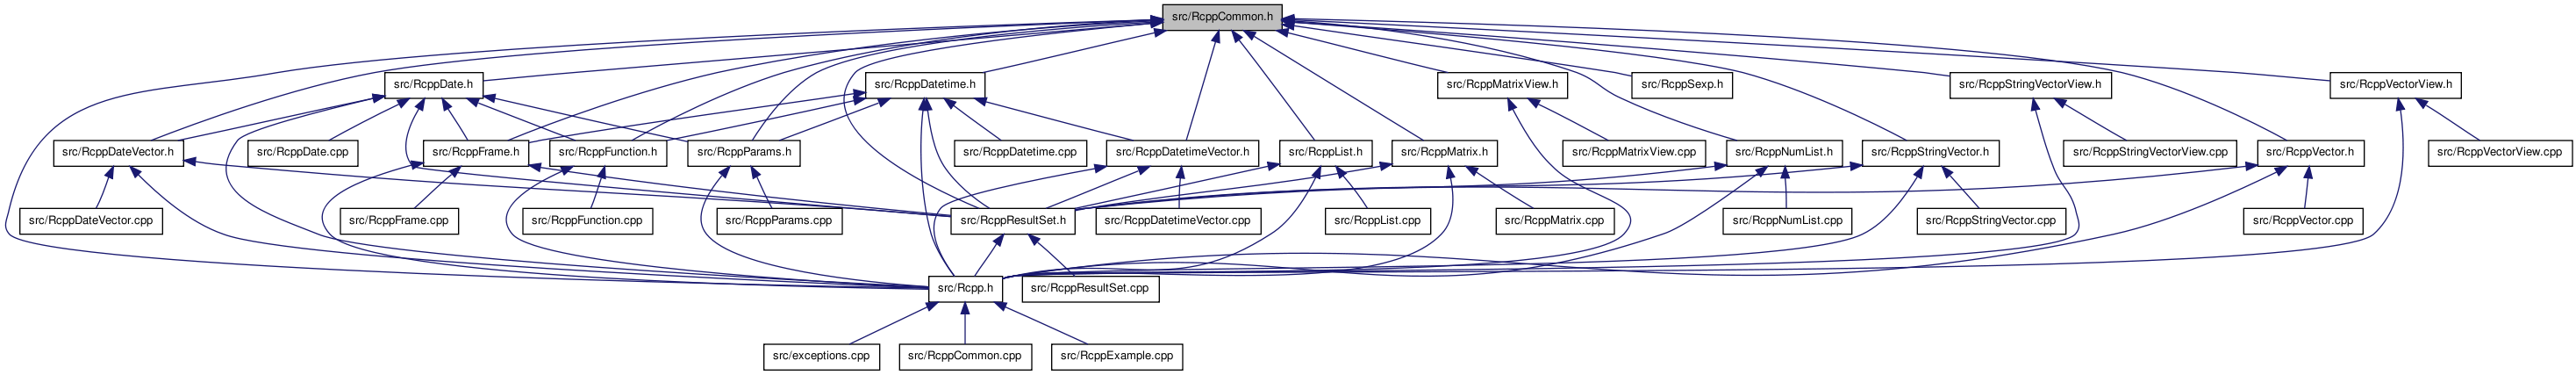 src/RcppCommon.h
src/RcppDate.h
src/RcppDatetime.h
src/RcppMatrixView.h
src/RcppSexp.h
src/RcppStringVectorView.h
src/RcppVectorView.h
src/RcppDateVector.h
src/RcppDate.cpp
src/RcppFrame.h
src/RcppFunction.h
src/RcppParams.h
src/RcppDatetime.cpp
src/RcppDatetimeVector.h
src/RcppList.h
src/RcppMatrix.h
src/RcppMatrixView.cpp
src/RcppNumList.h
src/RcppStringVector.h
src/RcppStringVectorView.cpp
src/RcppVector.h
src/RcppVectorView.cpp
src/RcppDateVector.cpp
src/RcppFrame.cpp
src/RcppFunction.cpp
src/RcppParams.cpp
src/RcppResultSet.h
src/RcppDatetimeVector.cpp
src/RcppList.cpp
src/RcppMatrix.cpp
src/RcppNumList.cpp
src/RcppStringVector.cpp
src/RcppVector.cpp
src/Rcpp.h
src/RcppResultSet.cpp
src/exceptions.cpp
src/RcppCommon.cpp
src/RcppExample.cpp